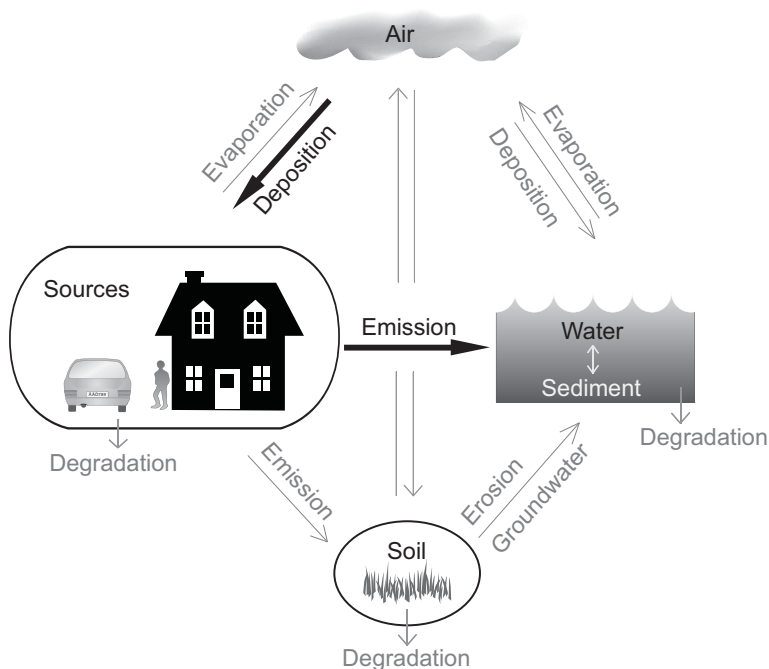 Air
Evaporation
Deposition
Evaporation
Deposition
Sources
Emission
Water
Sediment
Degradation
Degradation
Emission
Erosion
Groundwater
Soil
Degradation